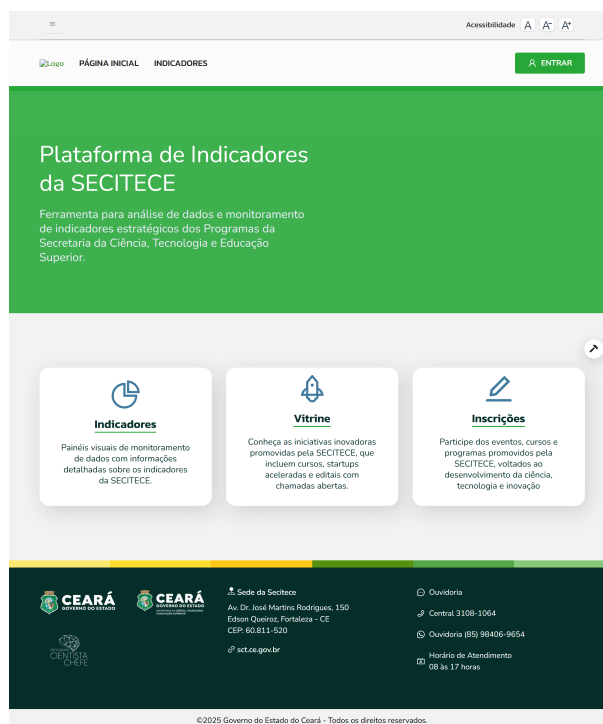 Acessibilidade A A- A+
Logo PÁGINA INICIAL INDICADORES ENTRAR
Plataforma de Indicadores
da SECITECE
Ferramenta para análise de dados e monitoramento
de indicadores estratégicos dos Programas da
Secretaria da Ciência, Tecnologia e Educação
Superior.
Indicadores
Painéis visuais de monitoramento
de dados com informações
detalhadas sobre os indicadores
da SECITECE.
Vitrine
Conheça as iniciativas inovadoras
promovidas pela SECITECE, que
incluem cursos, startups
aceleradas e editais com
chamadas abertas.
Inscrições
Participe dos eventos, cursos e
programas promovidos pela
SECITECE, voltados ao
desenvolvimento da ciência,
tecnologia e inovação
CEARÁ
GOVERNO DO ESTADO
CEARÁ
GOVERNO DO ESTADO
CIENTISTA
CHEFE
Sede da Secitece
Av. Dr. José Martins Rodrigues, 150
Edson Queiroz, Fortaleza - CE
CEP: 60.811-520
sct.ce.gov.br
Ouvidoria
Central 3108-1064
Ouvidoria (85) 98406-9654
Horário de Atendimento
08 às 17 horas
©2025 Governo do Estado do Ceará - Todos os direitos reservados.